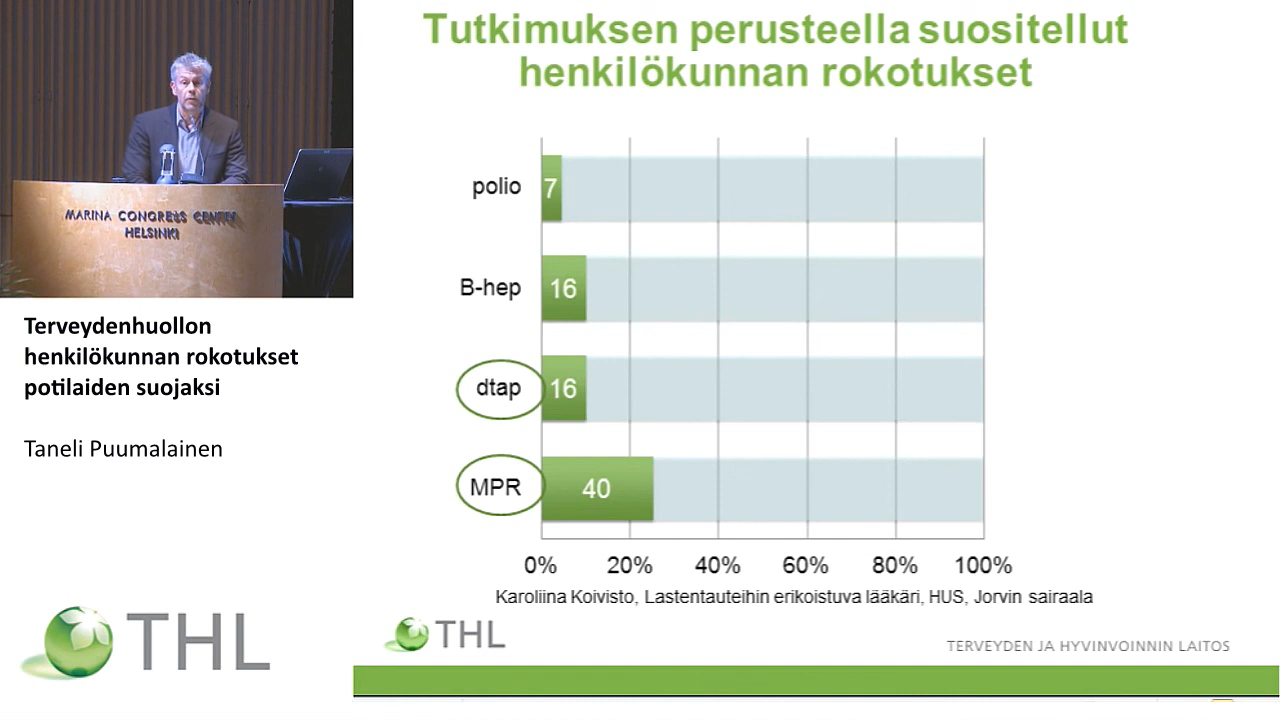 MARINA CONGRESS CENTER
HELSINKI
Terveydenhuollon
henkilökunnan rokotukset
potilaiden suojaksi
Taneli Puumalainen
THL
Tutkimuksen perusteella suositellut
henkilökunnan rokotukset
polio 7
B-hep 16
dtap 16
MPR 40
0% 20% 40% 60% 80% 100%
Karoliina Koivisto, Lastentauteihin erikoistuva lääkäri, HUS, Jorvin sairaala
THL
TERVEYDEN JA HYVINVOINNIN LAITOS